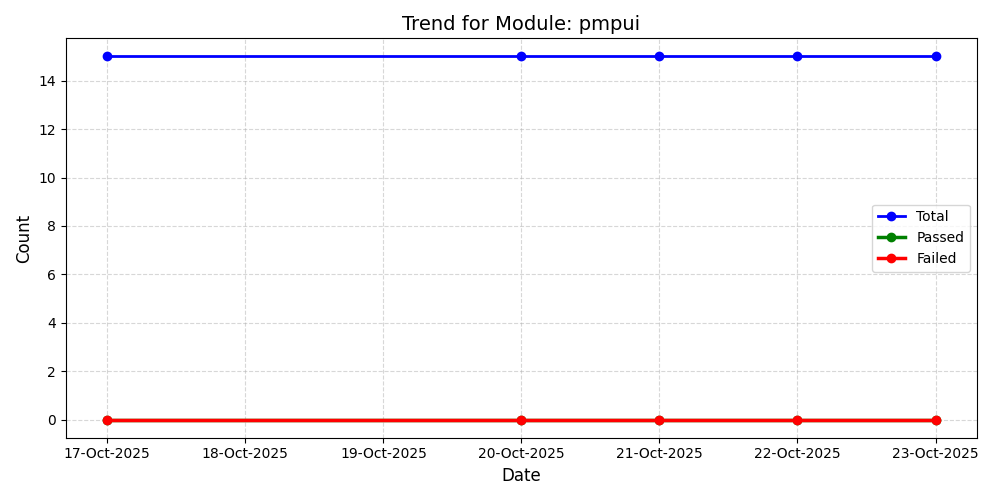 Trend for Module: pmpui
Count
14
12
10
8
6
4
2
0
Total
Passed
Failed
17-Oct-2025 18-Oct-2025 19-Oct-2025 20-Oct-2025 21-Oct-2025 22-Oct-2025 23-Oct-2025
Date